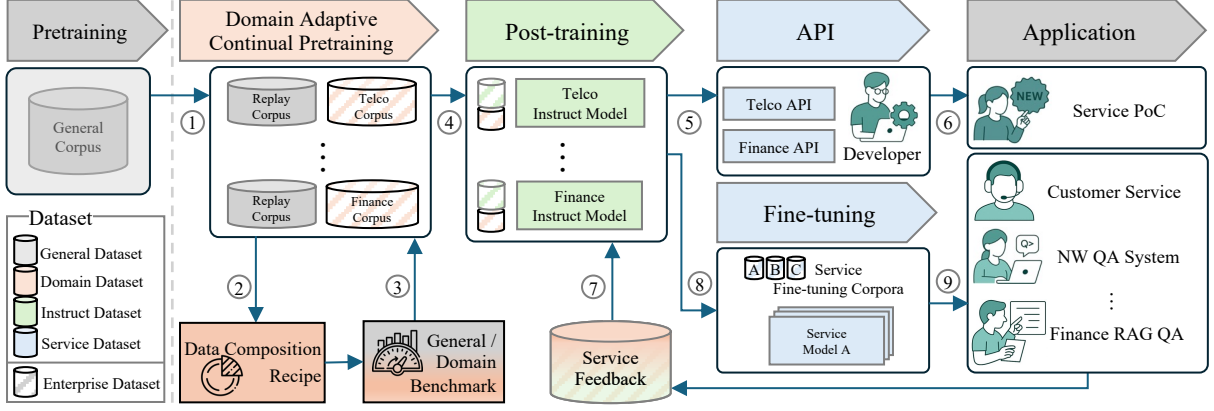 Pretraining
Domain Adaptive
Continual Pretraining
Post-training
API
Application
General
Corpus
①
Replay
Corpus
Telco
Corpus
⋮
Replay
Corpus
Finance
Corpus
④
Telco
Instruct Model
⋮
Finance
Instruct Model
⑤
Telco API
Finance API
Developer
⑥
NEW
Service PoC
Fine-tuning
Customer Service
Q>
NW QA System
⋮
Finance RAG QA
Dataset
General Dataset
Domain Dataset
Instruct Dataset
Service Dataset
Enterprise Dataset
②
③
⑦
⑧
A B C Service
Fine-tuning Corpora
Service
Model A
⑨
Data Composition
Recipe
General /
Domain
Benchmark
Service
Feedback